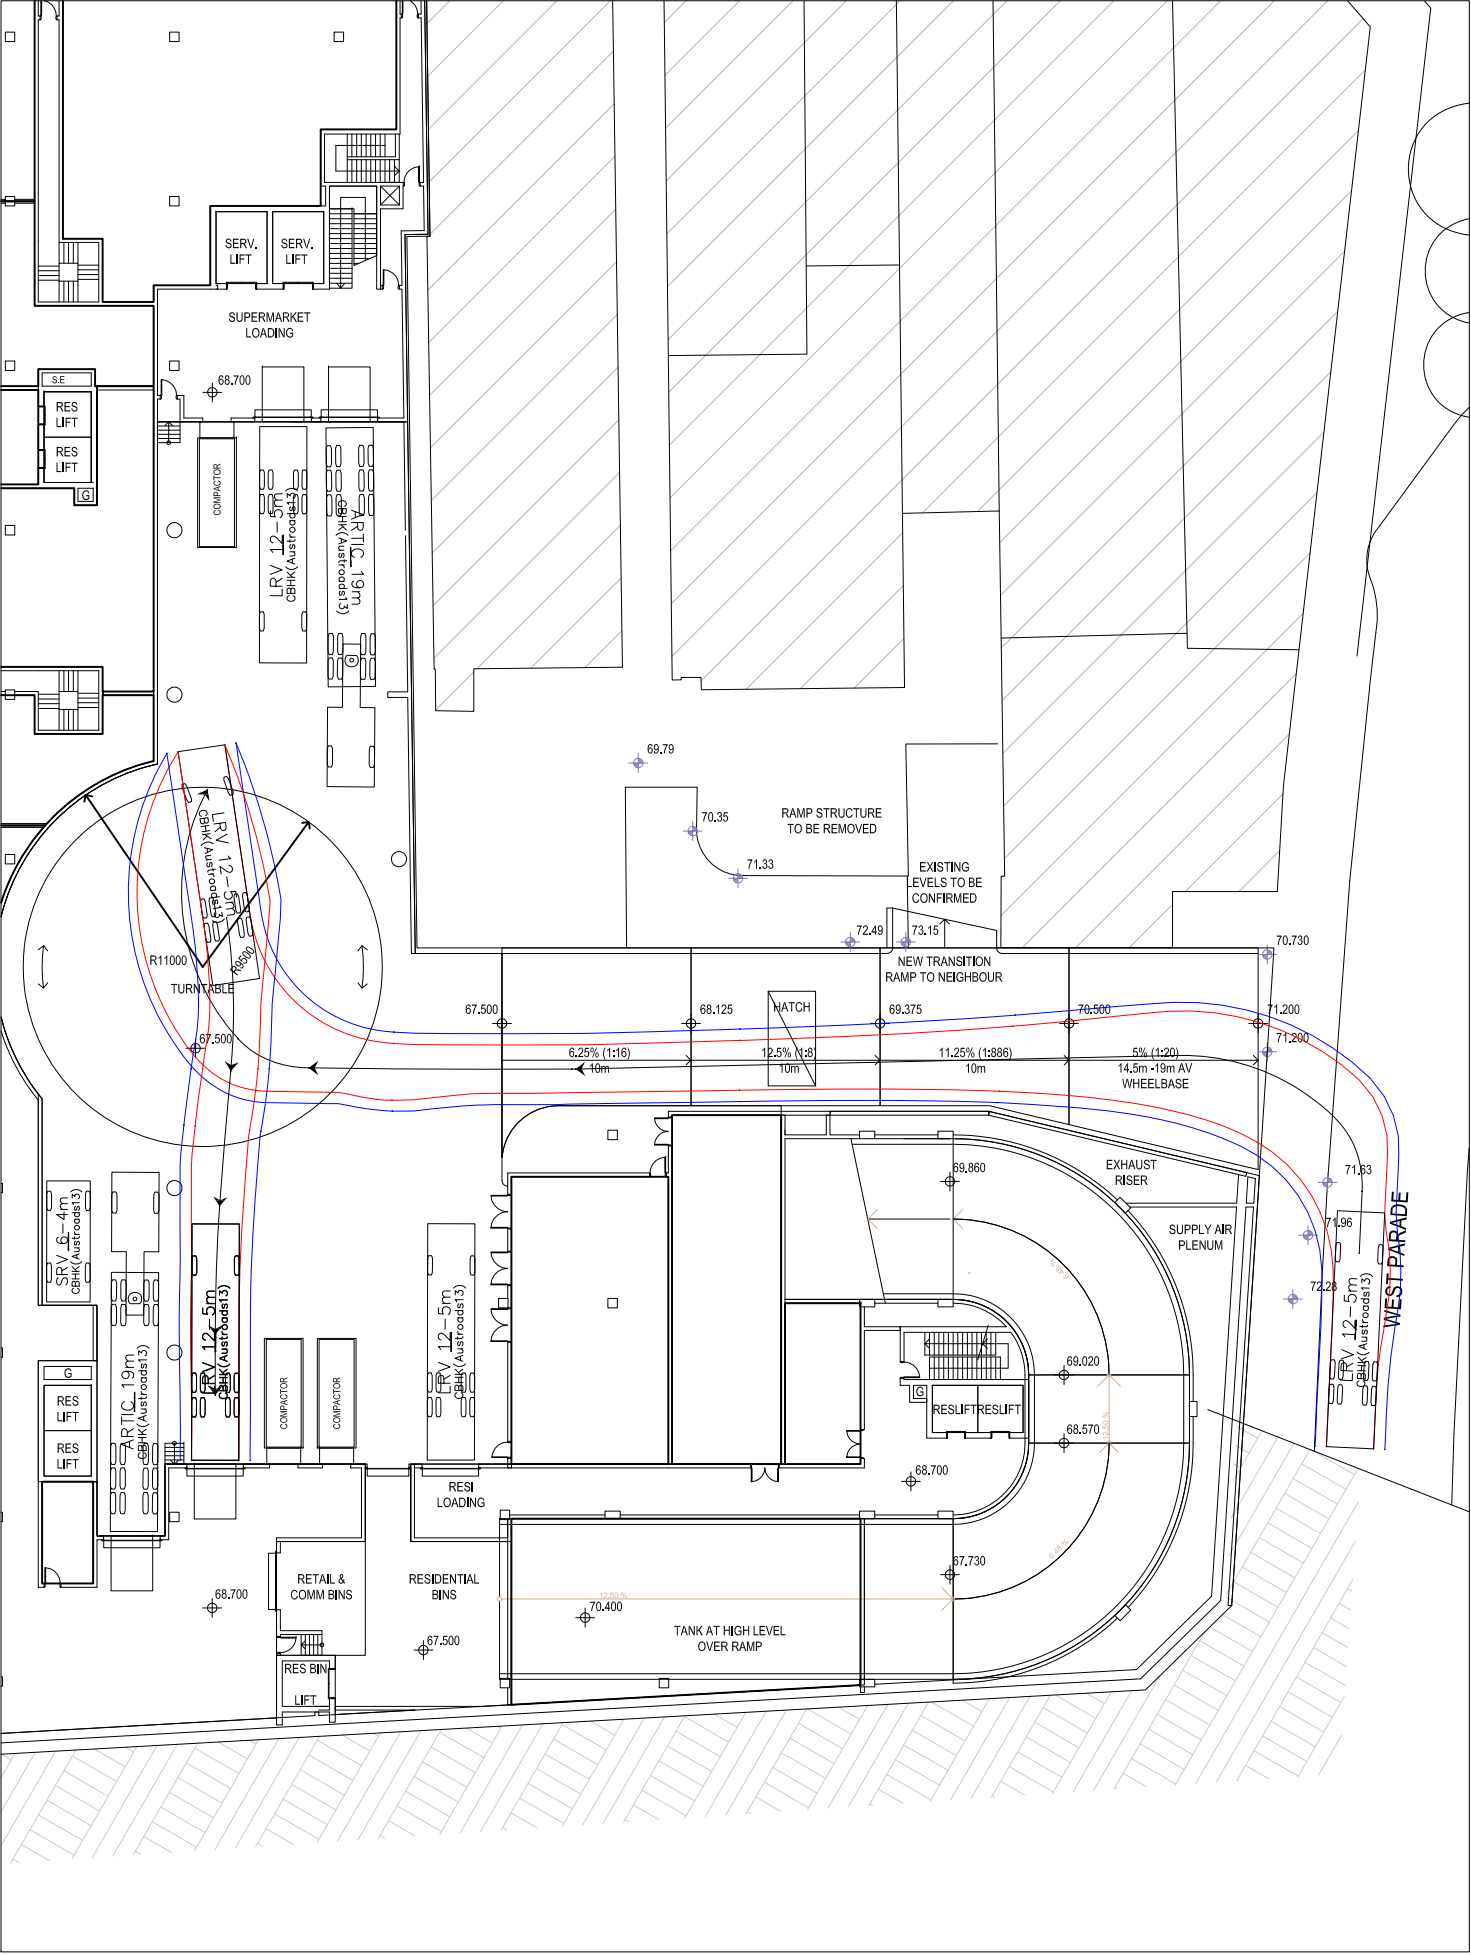 SERV.
LIFT
SERV.
LIFT
SUPERMARKET
LOADING
S.E
RES
LIFT
RES
LIFT
G
68.700
COMPACTOR
LRV 12-5m
CBHK(Austroads13)
ARTIC 19m
CBHK(Austroads13)
69.79
70.35
71.33
RAMP STRUCTURE
TO BE REMOVED
EXISTING
LEVELS TO BE
CONFIRMED
72.49
73.15
NEW TRANSITION
RAMP TO NEIGHBOUR
70.730
LRV 12-5m
CBHK(Austroads13)
R11000
R9500
TURNTABLE
67.500
67.500
68.125
HATCH
69.375
70.500
71.200
71.200
6.25% (1:16)
10m
12.5% (1:8)
10m
11.25% (1:886)
10m
5% (1:20)
14.5m -19m AV
WHEELBASE
69.860
EXHAUST
RISER
SUPPLY AIR
PLENUM
71.63
71.96
72.28
WEST PARADE
LRV 12-5m
CBHK(Austroads13)
SRV 6-4m
CBHK(Austroads13)
ARTIC 19m
CBHK(Austroads13)
LRV 12-5m
CBHK(Austroads13)
COMPACTOR
COMPACTOR
LRV 12-5m
CBHK(Austroads13)
6.48 %
69.020
12.50 %
68.570
G
RESLIFT
RESLIFT
68.700
G
RES
LIFT
RES
LIFT
RESI
LOADING
RETAIL &
COMM BINS
RESIDENTIAL
BINS
68.700
67.500
RES BIN
LIFT
12.50 %
70.400
TANK AT HIGH LEVEL
OVER RAMP
67.730
6.48 %